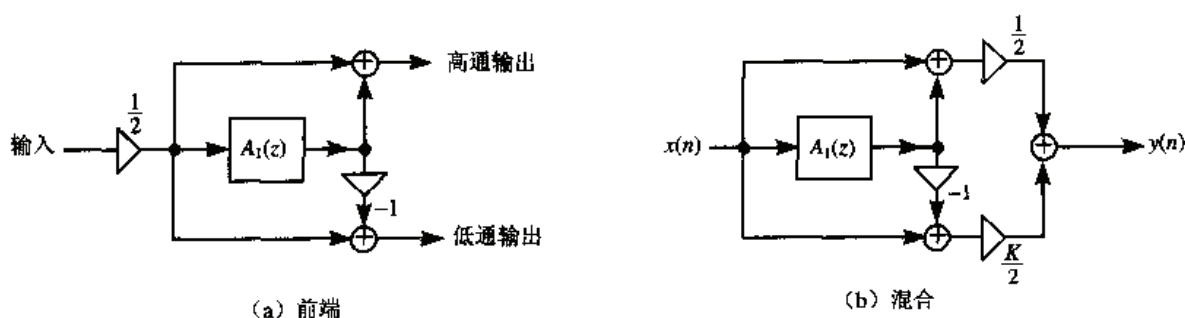 高通输出
1/2
输入
A₁(z)
-1
低通输出
(a) 前端
1/2
x(n)
A₁(z)
y(n)
-1
K/2
(b) 混合